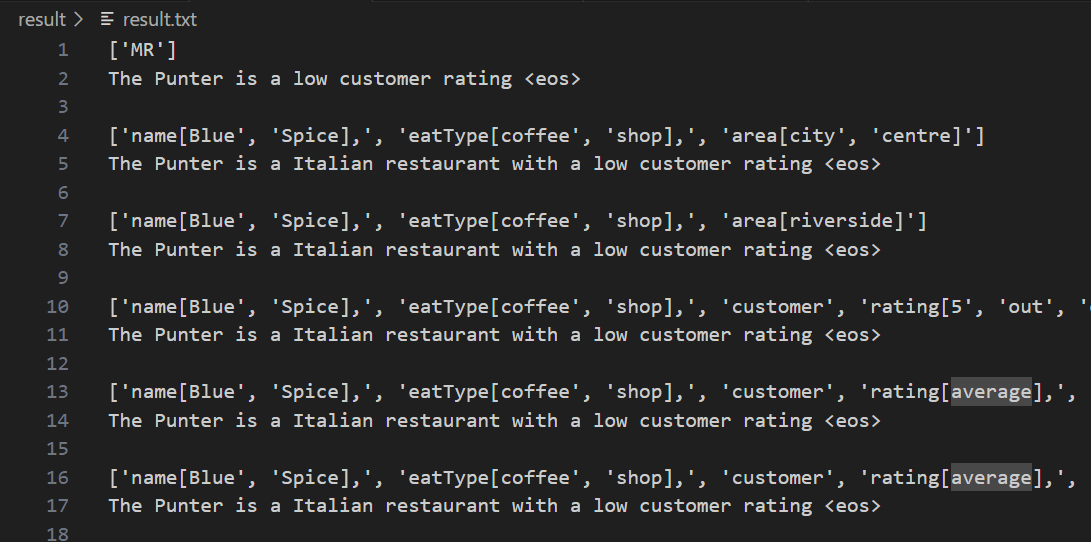 result > result.txt
1 ['MR']
2 The Punter is a low customer rating <eos>
3
4 ['name[Blue', 'Spice],', 'eatType[coffee', 'shop],', 'area[city', 'centre]']
5 The Punter is a Italian restaurant with a low customer rating <eos>
6
7 ['name[Blue', 'Spice],', 'eatType[coffee', 'shop],', 'area[riverside]']
8 The Punter is a Italian restaurant with a low customer rating <eos>
9
10 ['name[Blue', 'Spice],', 'eatType[coffee', 'shop],', 'customer', 'rating[5', 'out', '
11 The Punter is a Italian restaurant with a low customer rating <eos>
12
13 ['name[Blue', 'Spice],', 'eatType[coffee', 'shop],', 'customer', 'rating[average],',
14 The Punter is a Italian restaurant with a low customer rating <eos>
15
16 ['name[Blue', 'Spice],', 'eatType[coffee', 'shop],', 'customer', 'rating[average],',
17 The Punter is a Italian restaurant with a low customer rating <eos>
18